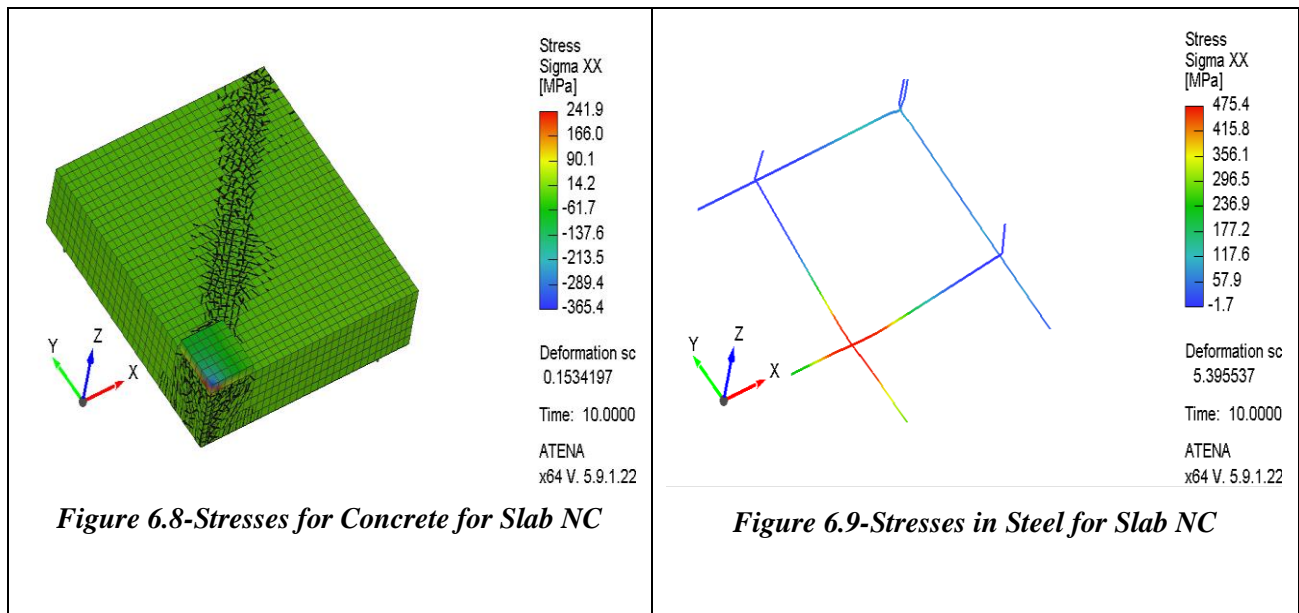 Stress
Sigma XX
[MPa]
241.9
166.0
90.1
14.2
-61.7
-137.6
-213.5
-289.4
-365.4
Y
Z
X
Deformation sc
0.1534197
Time: 10.0000
ATENA
x64 V. 5.9.1.22
Figure 6.8-Stresses for Concrete for Slab NC
Stress
Sigma XX
[MPa]
475.4
415.8
356.1
296.5
236.9
177.2
117.6
57.9
-1.7
Y
Z
X
Deformation sc
5.395537
Time: 10.0000
ATENA
x64 V. 5.9.1.22
Figure 6.9-Stresses in Steel for Slab NC